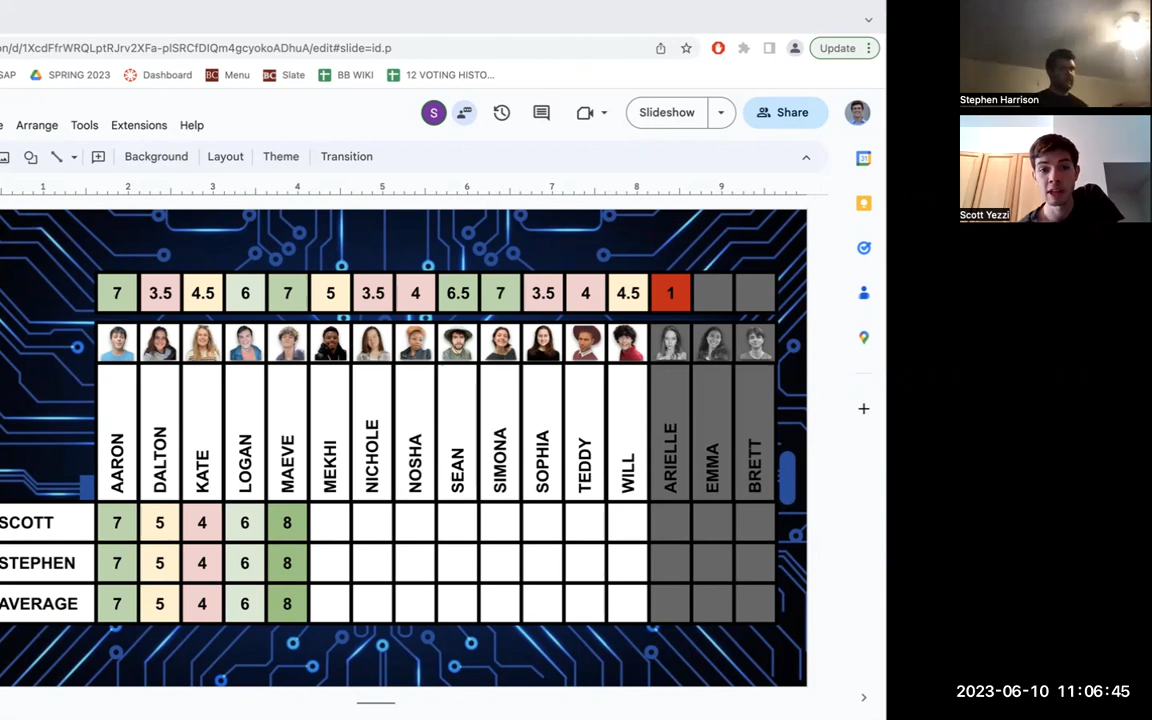 on/d/1XcdFfrWRQLptRJrv2XFa-plSRCfDIQm4gcyokoADhuA/edit#slide=id.p
Update
SAP SPRING 2023 Dashboard BC Menu BC Slate BB WIKI 12 VOTING HISTO...
S Slideshow Share
e Arrange Tools Extensions Help
Background Layout Theme Transition
31
1 2 3 4 5 6 7 8 9
7 3.5 4.5 6 7 5 3.5 4 6.5 7 3.5 4 4.5 1
AARON DALTON KATE LOGAN MAEVE MEKHI NICHOLE NOSHA SEAN SIMONA SOPHIA TEDDY WILL ARIELLE EMMA BRETT
SCOTT 7 5 4 6 8
STEPHEN 7 5 4 6 8
AVERAGE 7 5 4 6 8
Stephen Harrison
Scott Yezzi
2023-06-10 11:06:45